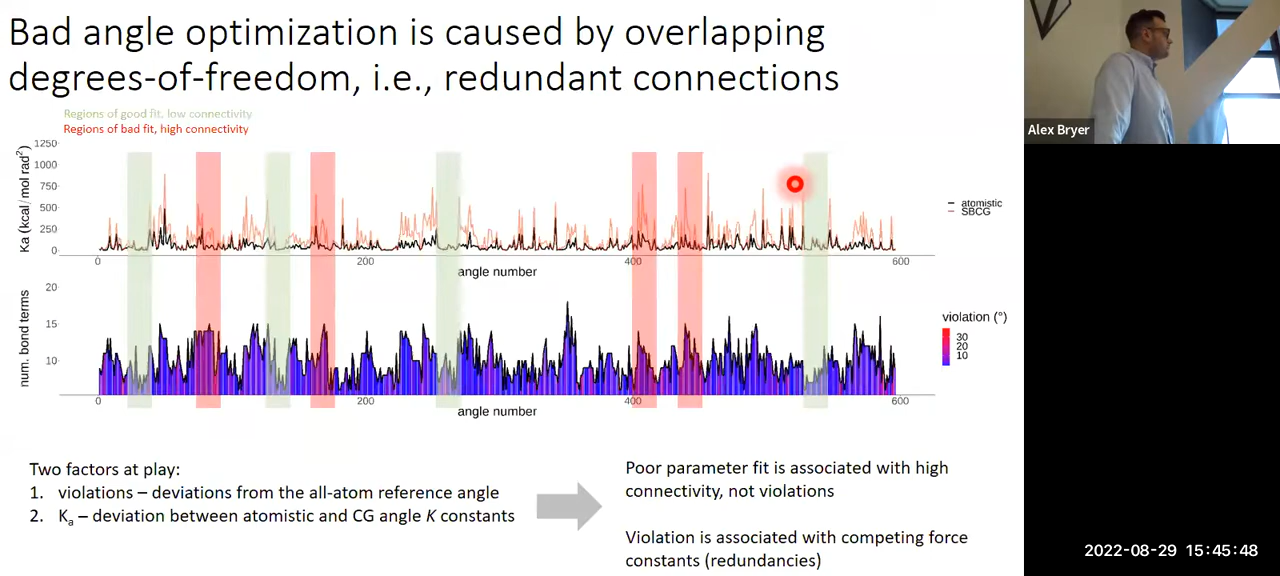 Bad angle optimization is caused by overlapping
degrees-of-freedom, i.e., redundant connections
Regions of good fit, low connectivity
Regions of bad fit, high connectivity
Ka (kcal/mol rad²)
1250
1000
750
500
250
0
0
200
400
600
angle number
atomistic
SBCG
num. bond terms
20
15
10
0
200
400
600
angle number
violation (°)
30
20
10
Two factors at play:
1. violations – deviations from the all-atom reference angle
2. Ka – deviation between atomistic and CG angle K constants
Poor parameter fit is associated with high
connectivity, not violations
Violation is associated with competing force
constants (redundancies)
Alex Bryer
2022-08-29 15:45:48